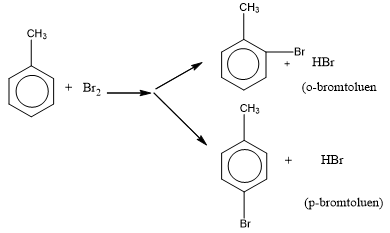 CH3
+ Br2
CH3
Br
+ HBr
(o-bromtoluen
CH3
Br
+ HBr
(p-bromtoluen)